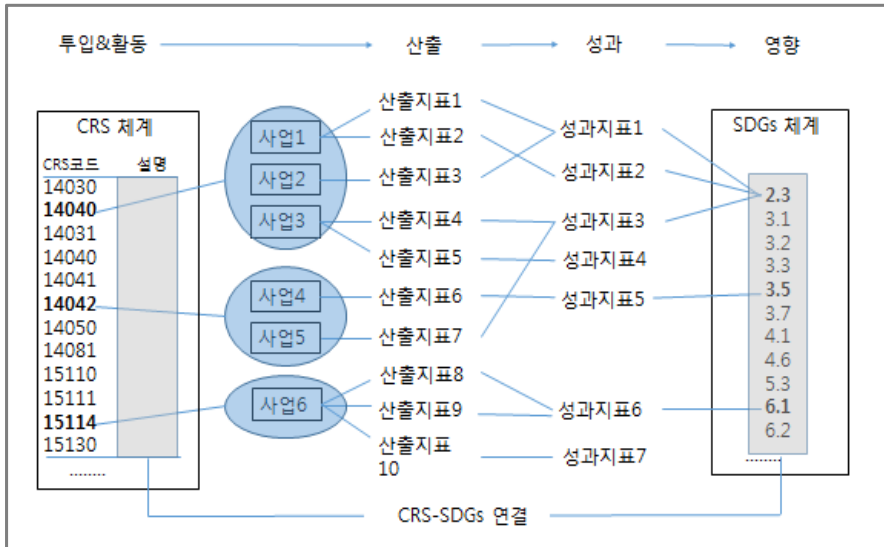 투입&활동
산출
성과
영향
CRS 체계
CRS코드
설명
14030
14040
14031
14040
14041
14042
14050
14081
15110
15111
15114
15130
........
사업1
사업2
사업3
사업4
사업5
사업6
산출지표1
산출지표2
산출지표3
산출지표4
산출지표5
산출지표6
산출지표7
산출지표8
산출지표9
산출지표
10
성과지표1
성과지표2
성과지표3
성과지표4
성과지표5
성과지표6
성과지표7
SDGs 체계
2.3
3.1
3.2
3.3
3.5
3.7
4.1
4.6
5.3
6.1
6.2
........
CRS-SDGs 연결